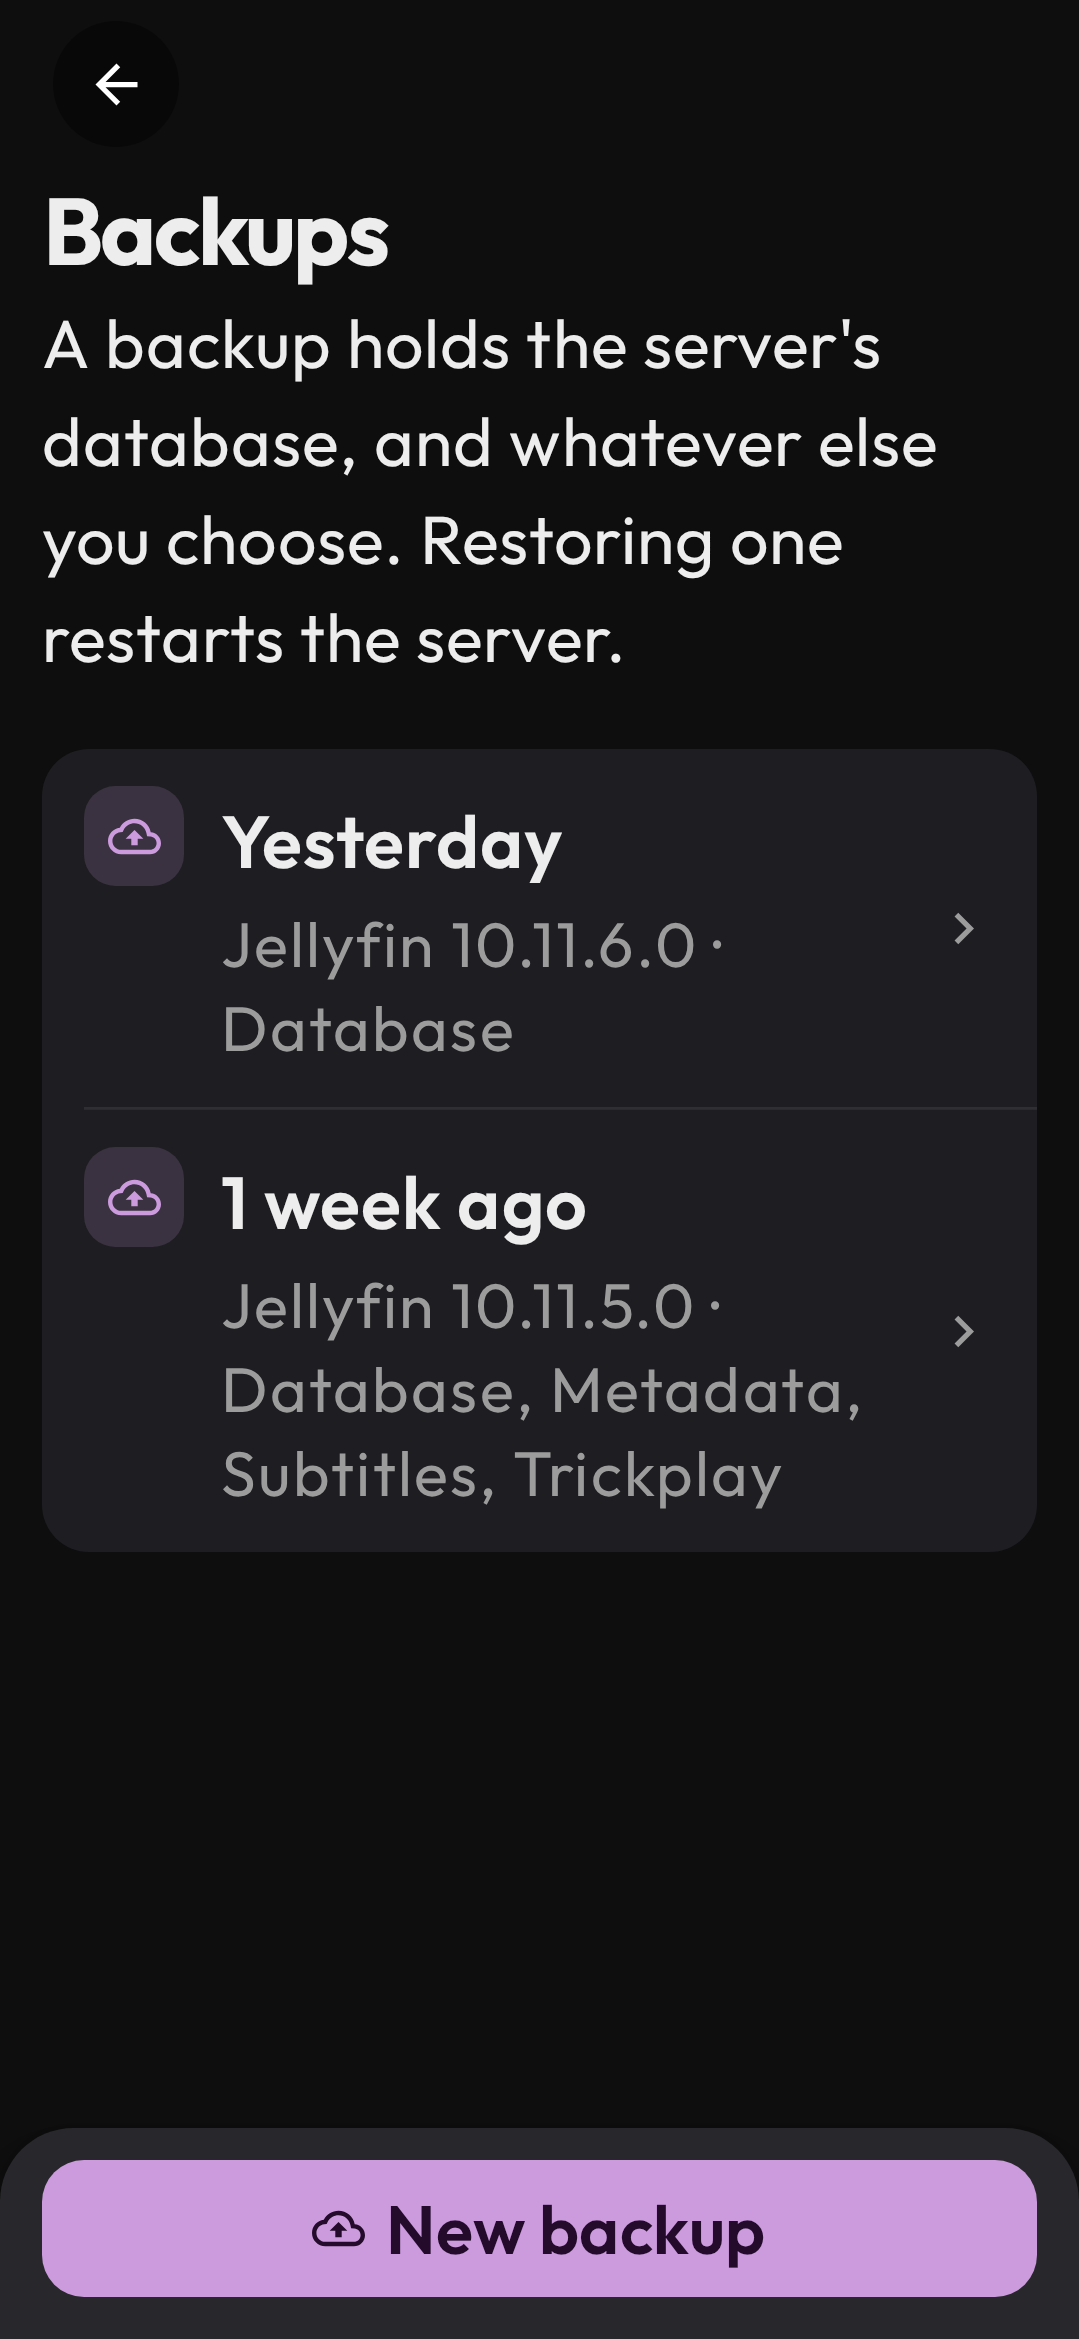 Backups
A backup holds the server's
database, and whatever else
you choose. Restoring one
restarts the server.
Yesterday
Jellyfin 10.11.6.0 ·
Database
1 week ago
Jellyfin 10.11.5.0 ·
Database, Metadata,
Subtitles, Trickplay
New backup